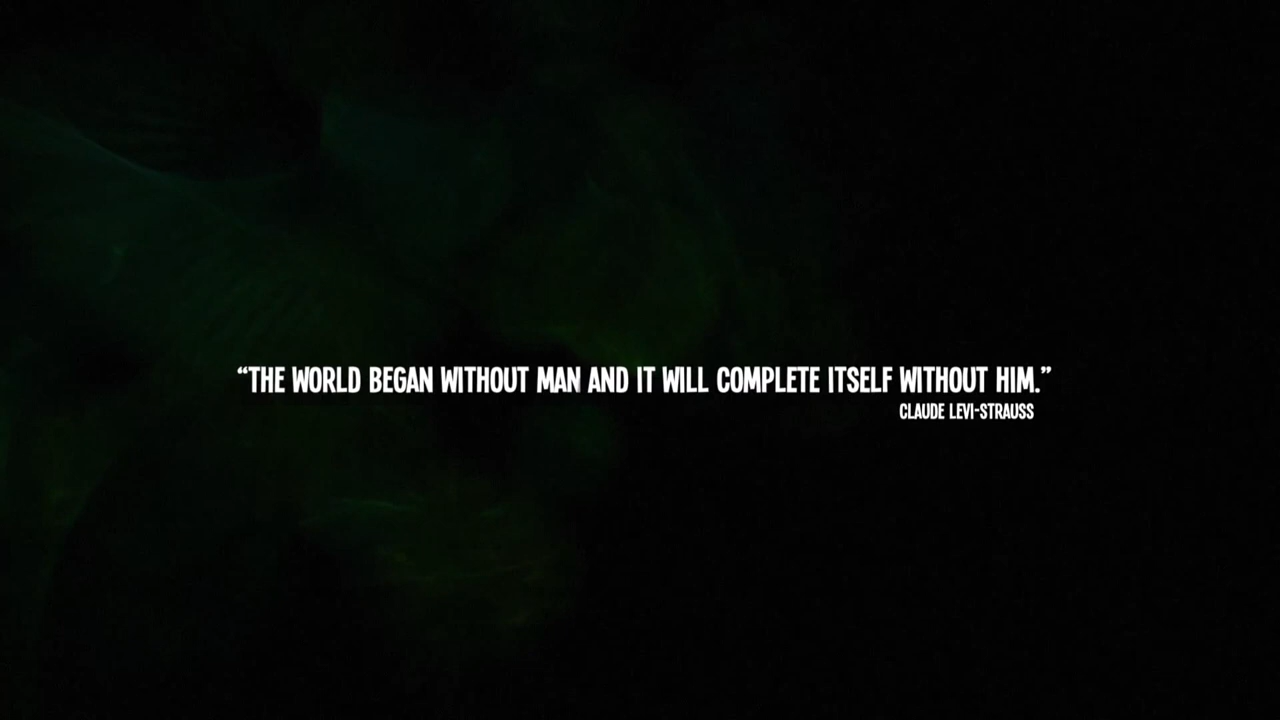 “THE WORLD BEGAN WITHOUT MAN AND IT WILL COMPLETE ITSELF WITHOUT HIM.”
CLAUDE LEVI-STRAUSS